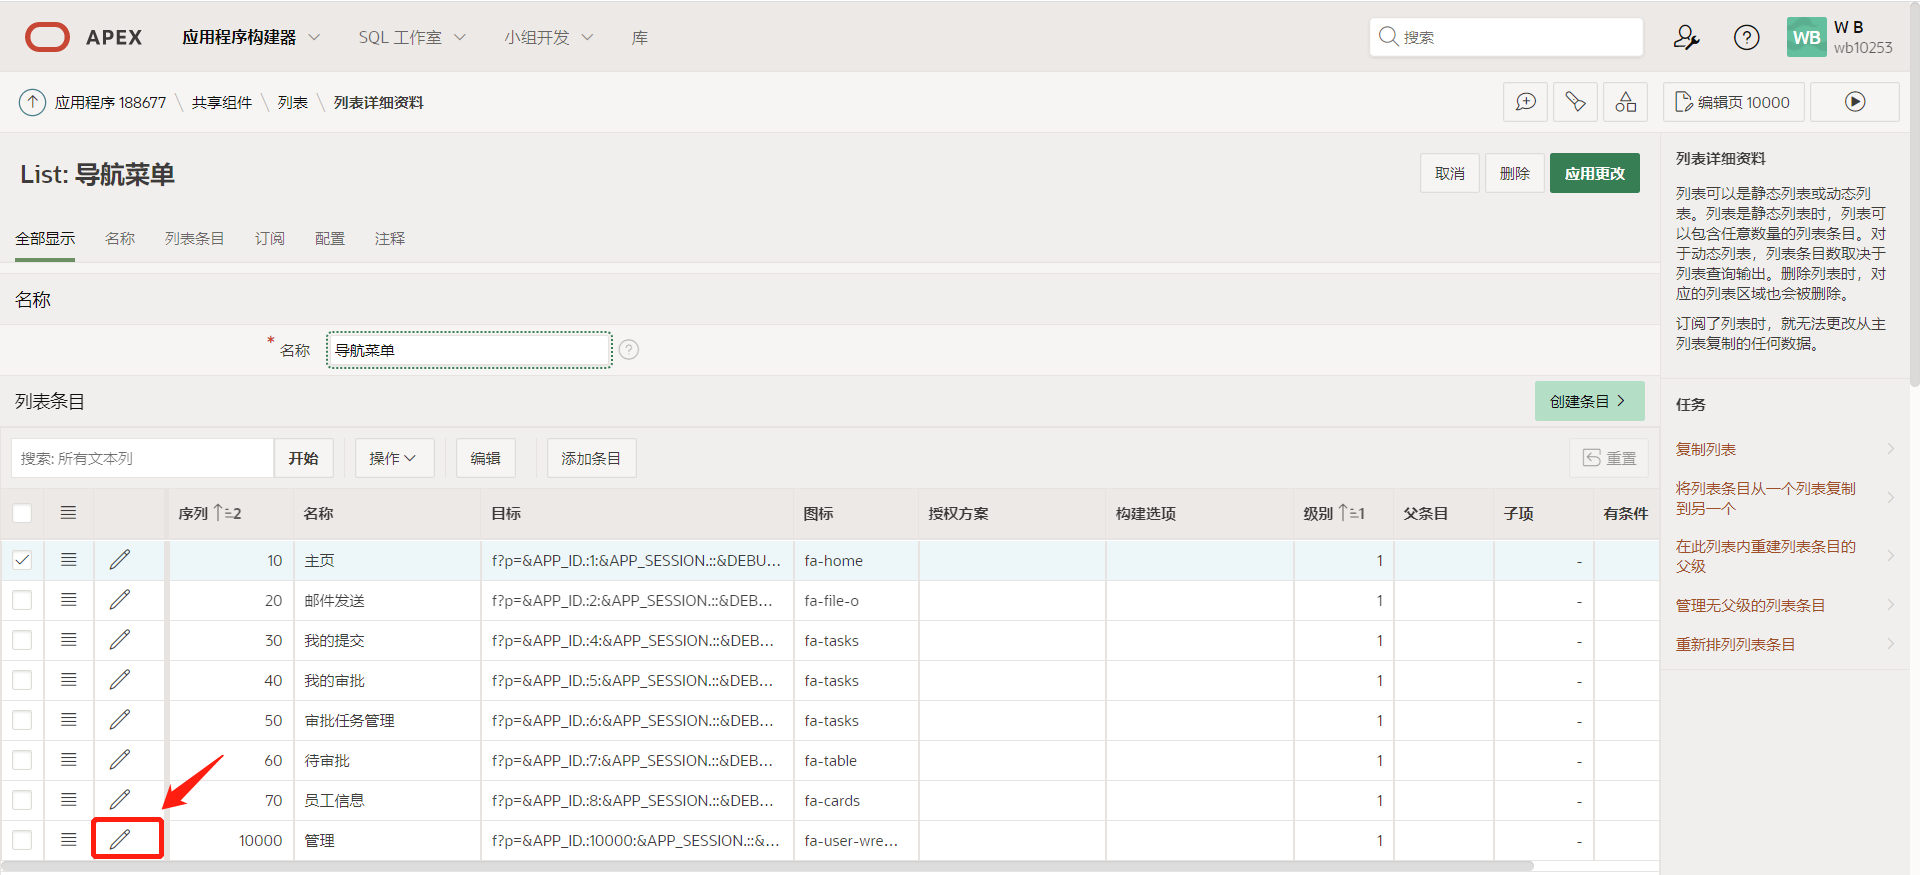 APEX 应用程序构建器 SQL 工作室 小组开发 库 搜索 WB W B
wb10253
应用程序 188677 \ 共享组件 \ 列表 \ 列表详细资料 编辑页 10000
List: 导航菜单 取消 删除 应用更改
全部显示 名称 列表条目 订阅 配置 注释
名称
* 名称 导航菜单 ?
列表条目 创建条目 >
搜索: 所有文本列 开始 操作 编辑 添加条目 重置
序列 2 名称 目标 图标 授权方案 构建选项 级别 1 父条目 子项 有条件
10 主页 f?p=&APP_ID.:1:&APP_SESSION.::&DEBU... fa-home 1 -
20 邮件发送 f?p=&APP_ID.:2:&APP_SESSION.::&DEB... fa-file-o 1 -
30 我的提交 f?p=&APP_ID.:4:&APP_SESSION.::&DEB... fa-tasks 1 -
40 我的审批 f?p=&APP_ID.:5:&APP_SESSION.::&DEB... fa-tasks 1 -
50 审批任务管理 f?p=&APP_ID.:6:&APP_SESSION.::&DEB... fa-tasks 1 -
60 待审批 f?p=&APP_ID.:7:&APP_SESSION.::&DEB... fa-table 1 -
70 员工信息 f?p=&APP_ID.:8:&APP_SESSION.::&DEB... fa-cards 1 -
10000 管理 f?p=&APP_ID.:10000:&APP_SESSION.::&... fa-user-wre... 1 -
列表详细资料
列表可以是静态列表或动态列
表。列表是静态列表时，列表可
以包含任意数量的列表条目。对
于动态列表，列表条目数取决于
列表查询输出。删除列表时，对
应的列表区域也会被删除。
订阅了列表时，就无法更改从主
列表复制的任何数据。
任务
复制列表
将列表条目从一个列表复制
到另一个
在此列表内重建列表条目的
父级
管理无父级的列表条目
重新排列列表条目